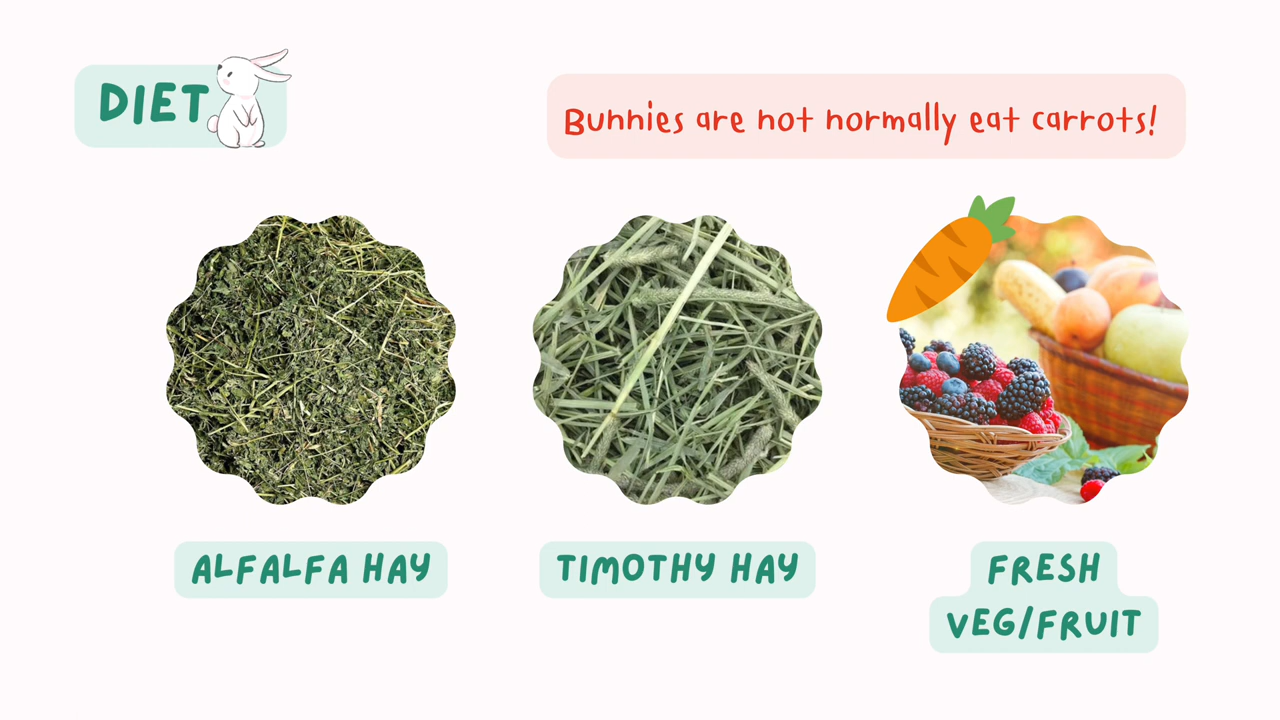 DIET
Bunnies are not normally eat carrots!
ALFALFA HAY
TIMOTHY HAY
FRESH
VEG/FRUIT